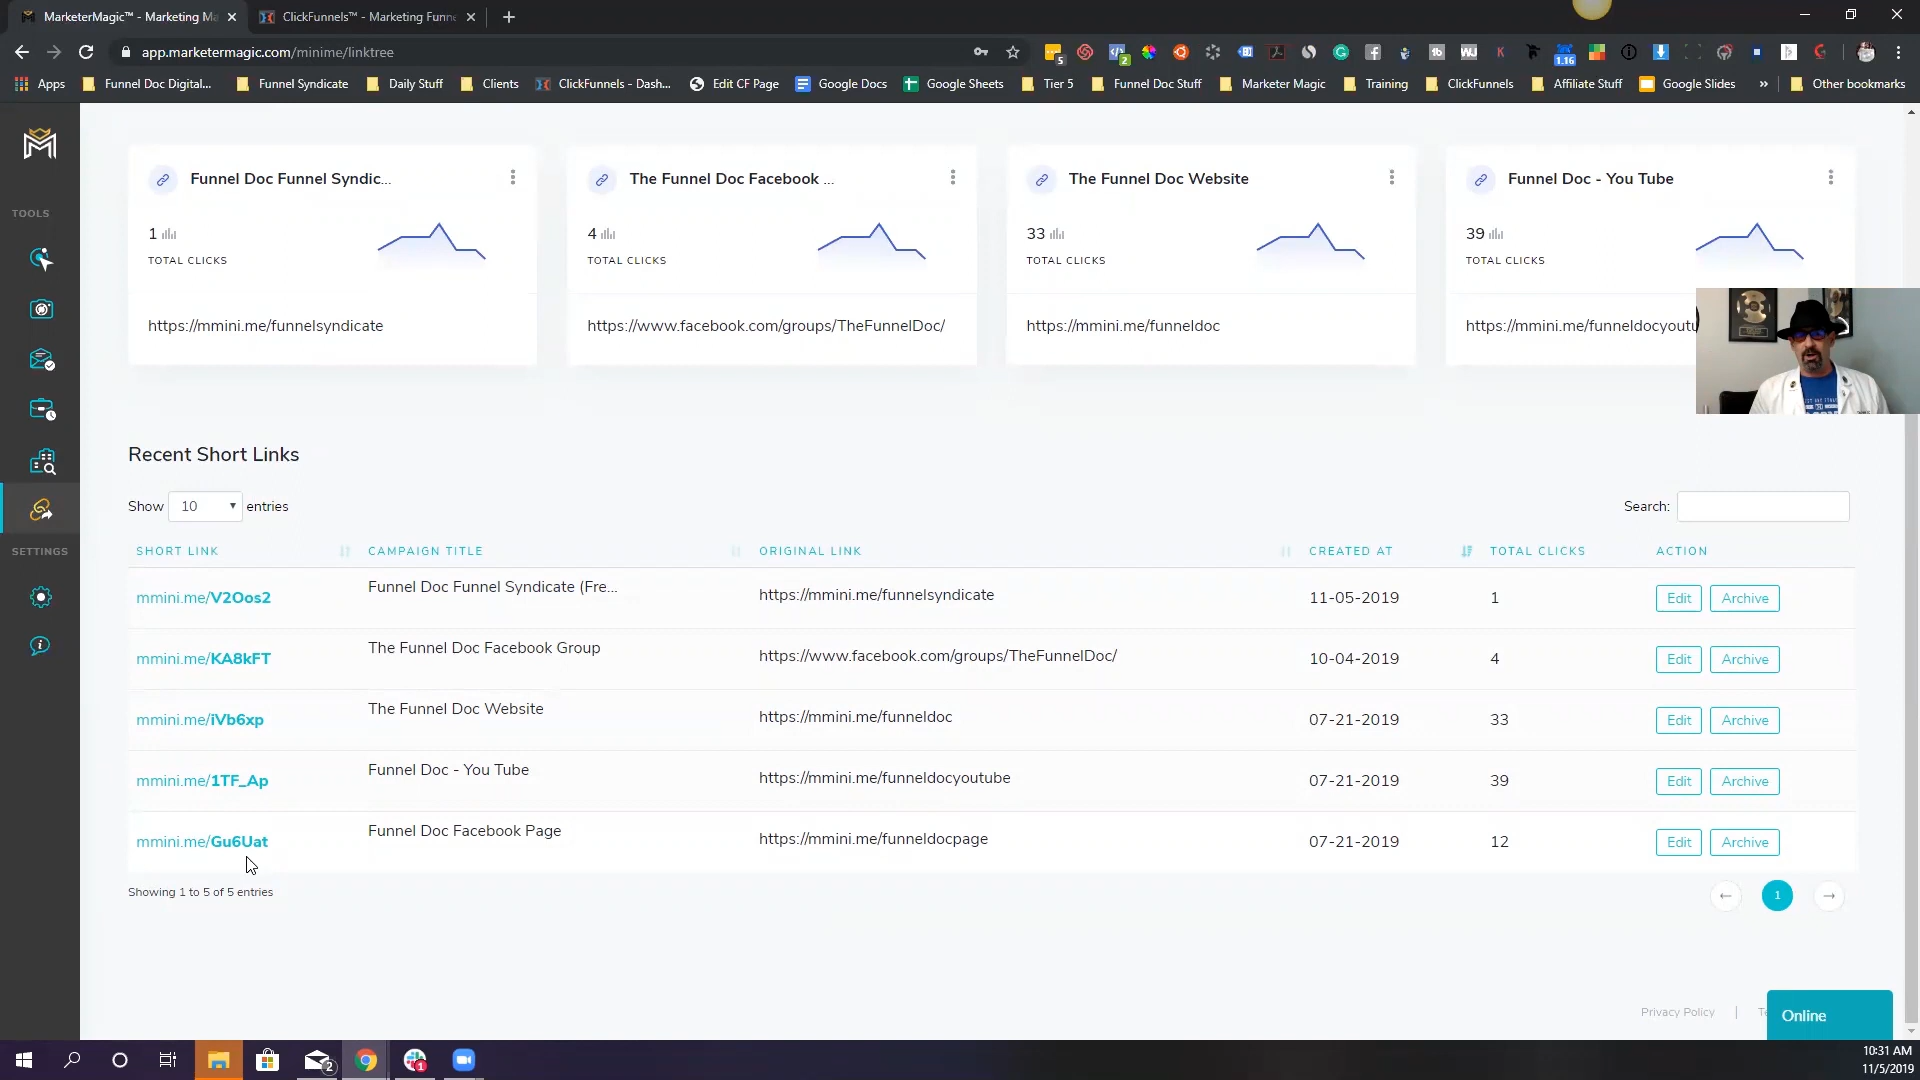 MarketerMagic™ - Marketing Ma
ClickFunnels™ - Marketing Funne
app.marketermagic.com/minime/linktree
5
2
1.16
Apps
Funnel Doc Digital...
Funnel Syndicate
Daily Stuff
Clients
ClickFunnels - Dash...
Edit CF Page
Google Docs
Google Sheets
Tier 5
Funnel Doc Stuff
Marketer Magic
Training
ClickFunnels
Affiliate Stuff
Google Slides
»
Other bookmarks
TOOLS
SETTINGS
Funnel Doc Funnel Syndic...
1
TOTAL CLICKS
https://mmini.me/funnelsyndicate
The Funnel Doc Facebook ...
4
TOTAL CLICKS
https://www.facebook.com/groups/TheFunnelDoc/
The Funnel Doc Website
33
TOTAL CLICKS
https://mmini.me/funneldoc
Funnel Doc - You Tube
39
TOTAL CLICKS
https://mmini.me/funneldocyoutu
Recent Short Links
Show 10 entries
Search:
SHORT LINK CAMPAIGN TITLE ORIGINAL LINK CREATED AT TOTAL CLICKS ACTION
mmini.me/V2Oos2 Funnel Doc Funnel Syndicate (Fre... https://mmini.me/funnelsyndicate 11-05-2019 1 Edit Archive
mmini.me/KA8kFT The Funnel Doc Facebook Group https://www.facebook.com/groups/TheFunnelDoc/ 10-04-2019 4 Edit Archive
mmini.me/iVb6xp The Funnel Doc Website https://mmini.me/funneldoc 07-21-2019 33 Edit Archive
mmini.me/1TF_Ap Funnel Doc - You Tube https://mmini.me/funneldocyoutube 07-21-2019 39 Edit Archive
mmini.me/Gu6Uat Funnel Doc Facebook Page https://mmini.me/funneldocpage 07-21-2019 12 Edit Archive
Showing 1 to 5 of 5 entries
← 1 →
Privacy Policy | Te
Online
2
1
10:31 AM
11/5/2019